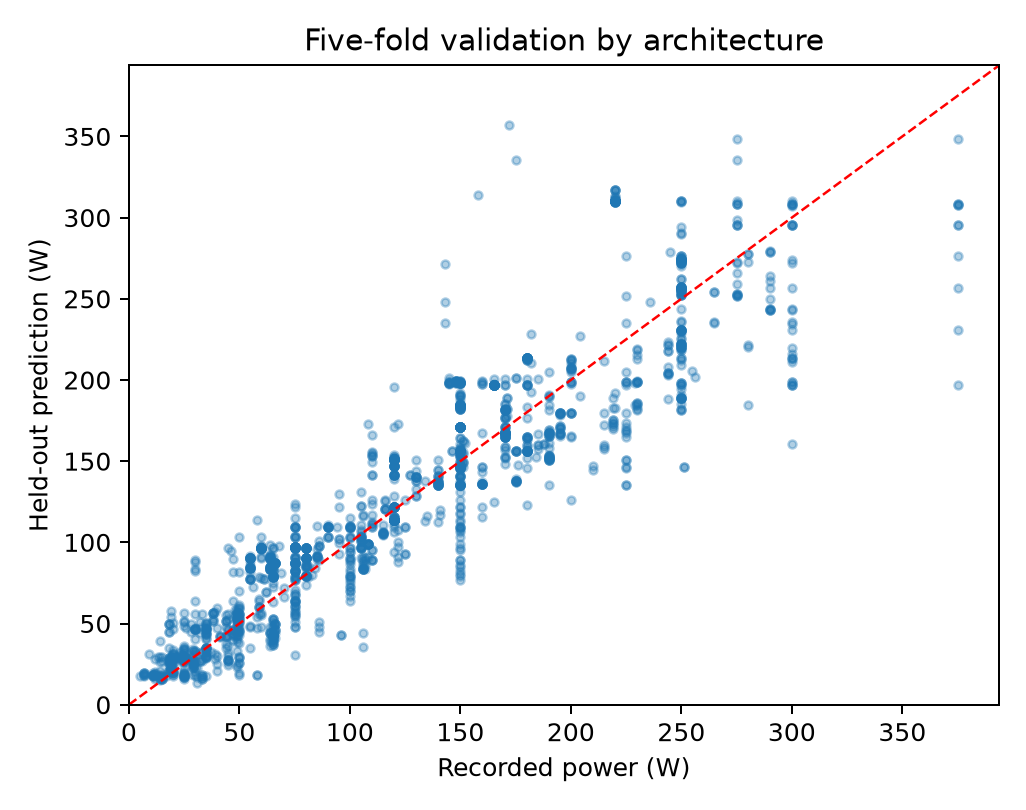 Five-fold validation by architecture
Held-out prediction (W)
350
300
250
200
150
100
50
0
0 50 100 150 200 250 300 350
Recorded power (W)